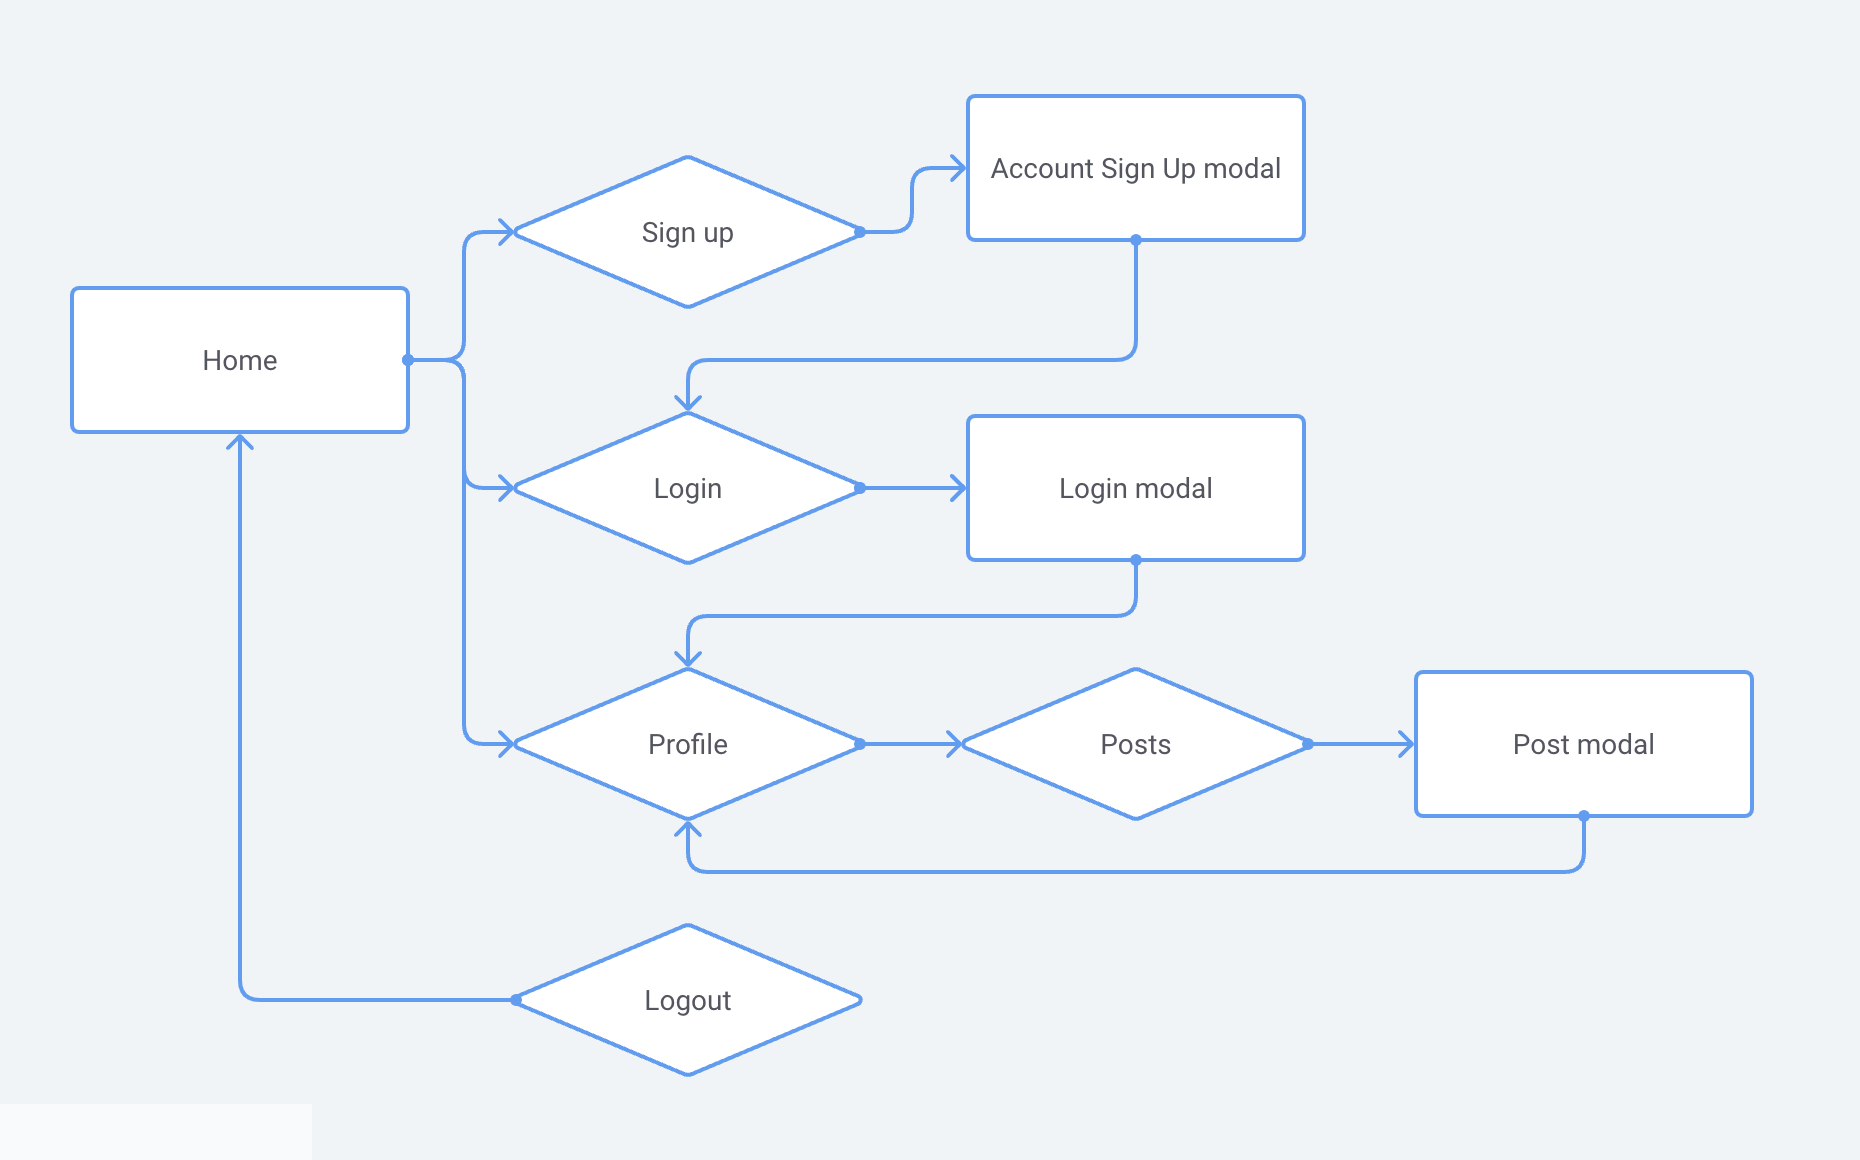 Account Sign Up modal
Sign up
Home
Login
Login modal
Profile
Posts
Post modal
Logout